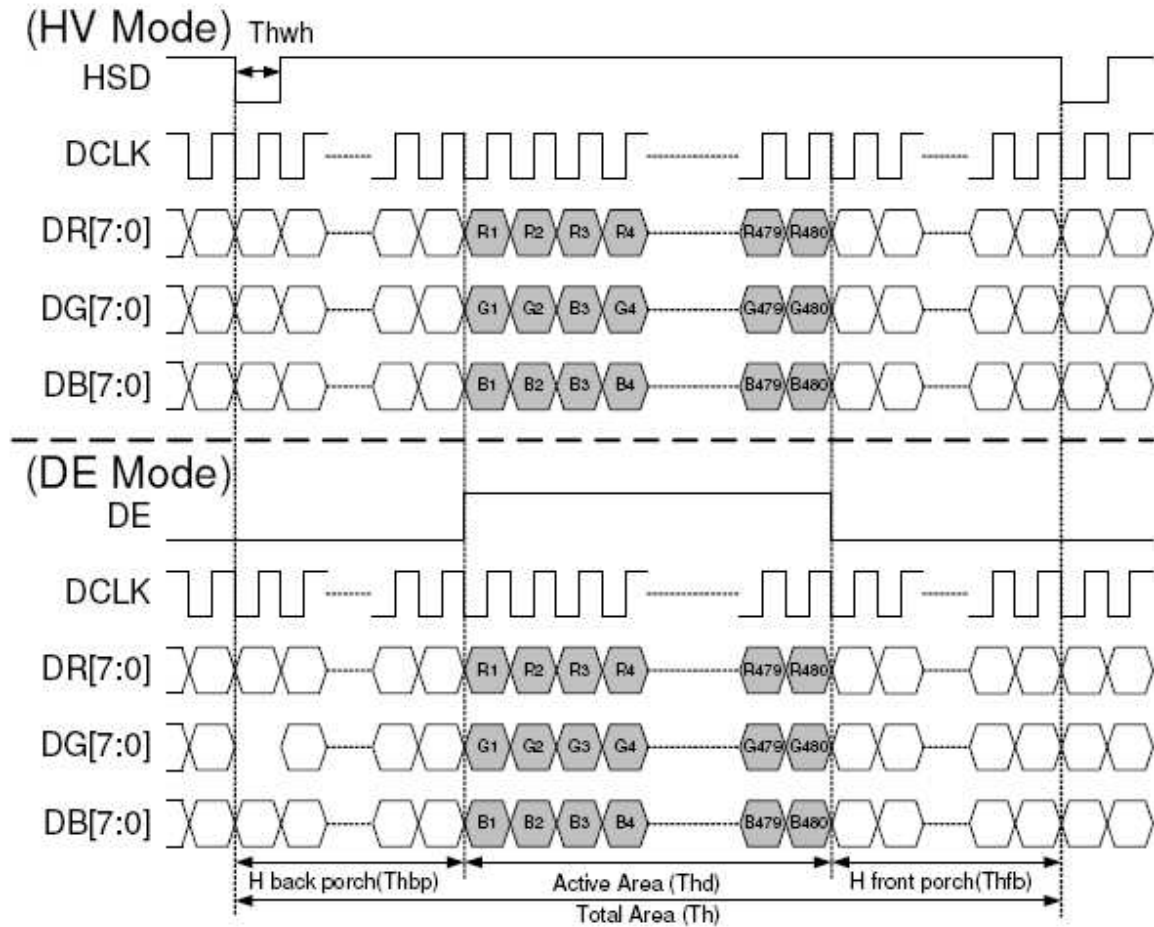 (HV Mode) Thwh
HSD
DCLK
DR[7:0] R1 R2 R3 R4 R479 R480
DG[7:0] G1 G2 B3 G4 G479 G480
DB[7:0] B1 B2 B3 B4 B479 B480
(DE Mode)
DE
DCLK
DR[7:0] R1 R2 R3 R4 R479 R480
DG[7:0] G1 G2 G3 G4 G479 G480
DB[7:0] B1 B2 B3 B4 B479 B480
H back porch(Thbp) Active Area (Thd) H front porch(Thfb)
Total Area (Th)